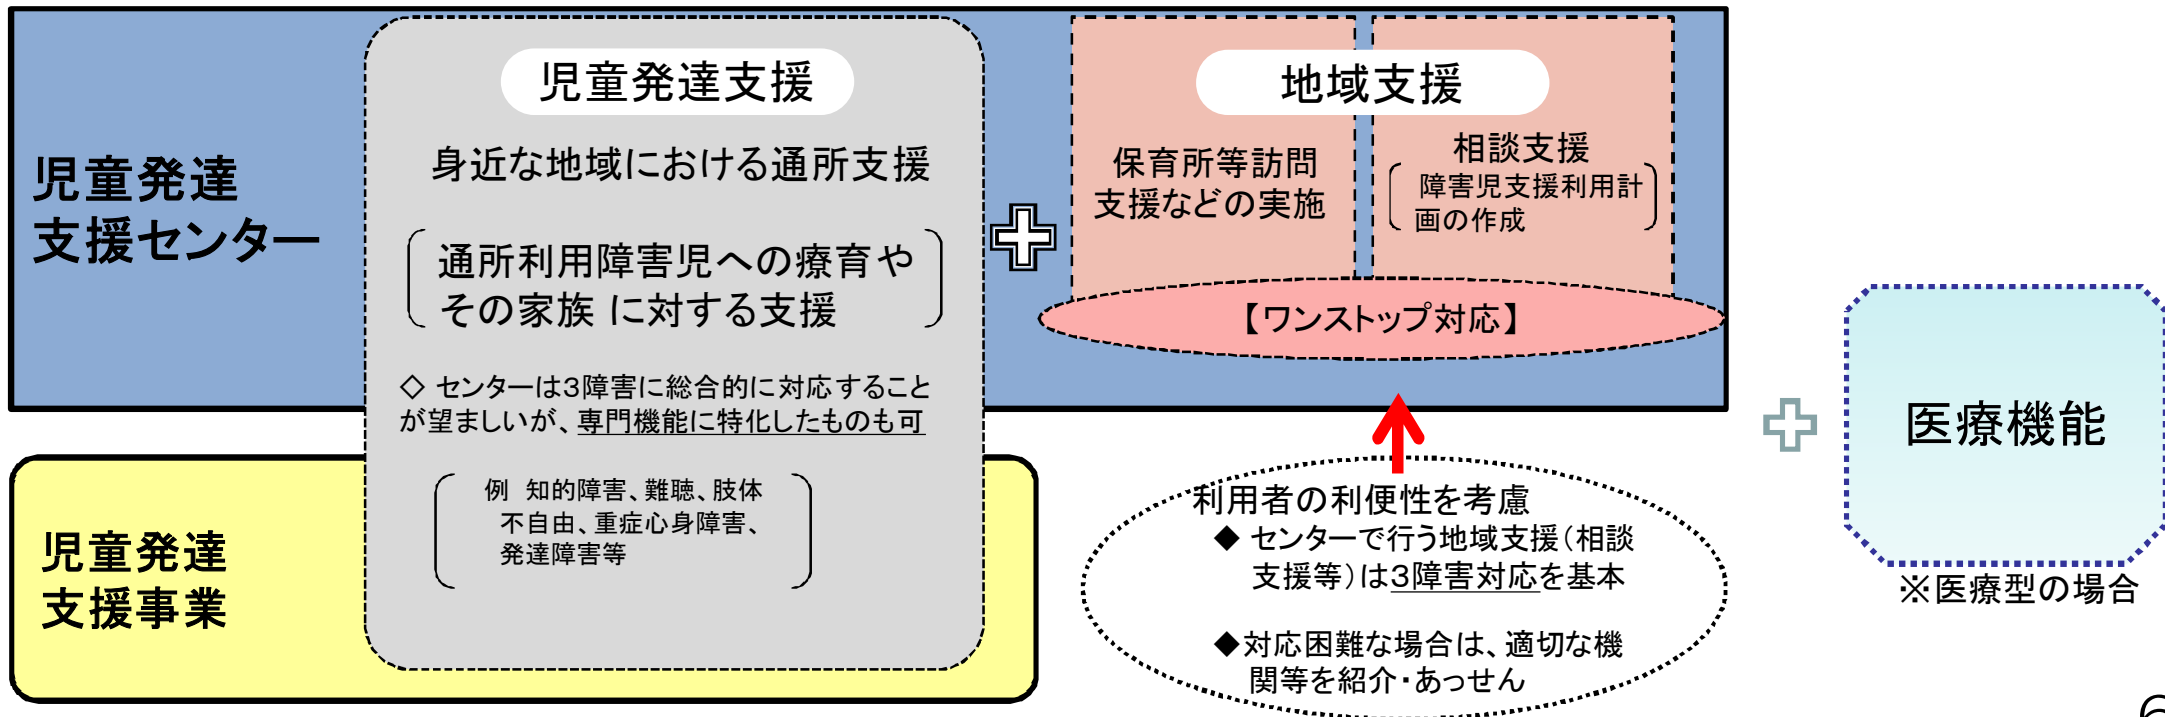 児童発達
支援センター
児童発達支援
身近な地域における通所支援
通所利用障害児への療育や
その家族 に対する支援
◇ センターは3障害に総合的に対応すること
が望ましいが、専門機能に特化したものも可
例　知的障害、難聴、肢体
不自由、重症心身障害、
発達障害等
地域支援
保育所等訪問
支援などの実施
相談支援
障害児支援利用計
画の作成
【ワンストップ対応】
児童発達
支援事業
利用者の利便性を考慮
◆ センターで行う地域支援（相談
支援等）は3障害対応を基本
◆対応困難な場合は、適切な機
関等を紹介・あっせん
医療機能
※医療型の場合